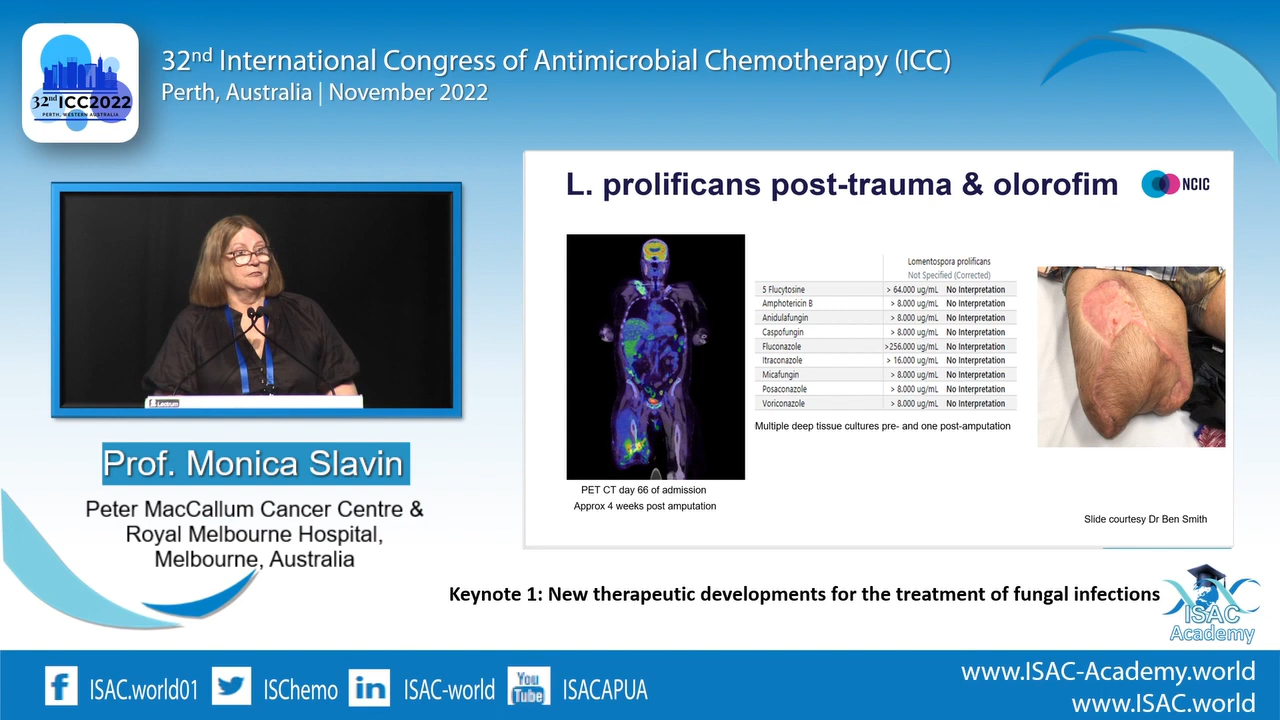 32nd International Congress of Antimicrobial Chemotherapy (ICC)
Perth, Australia | November 2022
32nd ICC2022
PERTH, WESTERN AUSTRALIA
L. prolificans post-trauma & olorofim
NCIC
Lomentospora prolificans
Not Specified (Corrected)
5 Flucytosine > 64.000 ug/mL No Interpretation
Amphotericin B > 8.000 ug/mL No Interpretation
Anidulafungin > 8.000 ug/mL No Interpretation
Caspofungin > 8.000 ug/mL No Interpretation
Fluconazole >256.000 ug/mL No Interpretation
Itraconazole > 16.000 ug/mL No Interpretation
Micafungin > 8.000 ug/mL No Interpretation
Posaconazole > 8.000 ug/mL No Interpretation
Voriconazole > 8.000 ug/mL No Interpretation
Multiple deep tissue cultures pre- and one post-amputation
PET CT day 66 of admission
Approx 4 weeks post amputation
Slide courtesy Dr Ben Smith
Lectrum
Prof. Monica Slavin
Peter MacCallum Cancer Centre &
Royal Melbourne Hospital,
Melbourne, Australia
Keynote 1: New therapeutic developments for the treatment of fungal infections
ISAC
Academy
f ISAC.world01
ISChemo
in ISAC-world
You
Tube
ISACAPUA
www.ISAC-Academy.world
www.ISAC.world